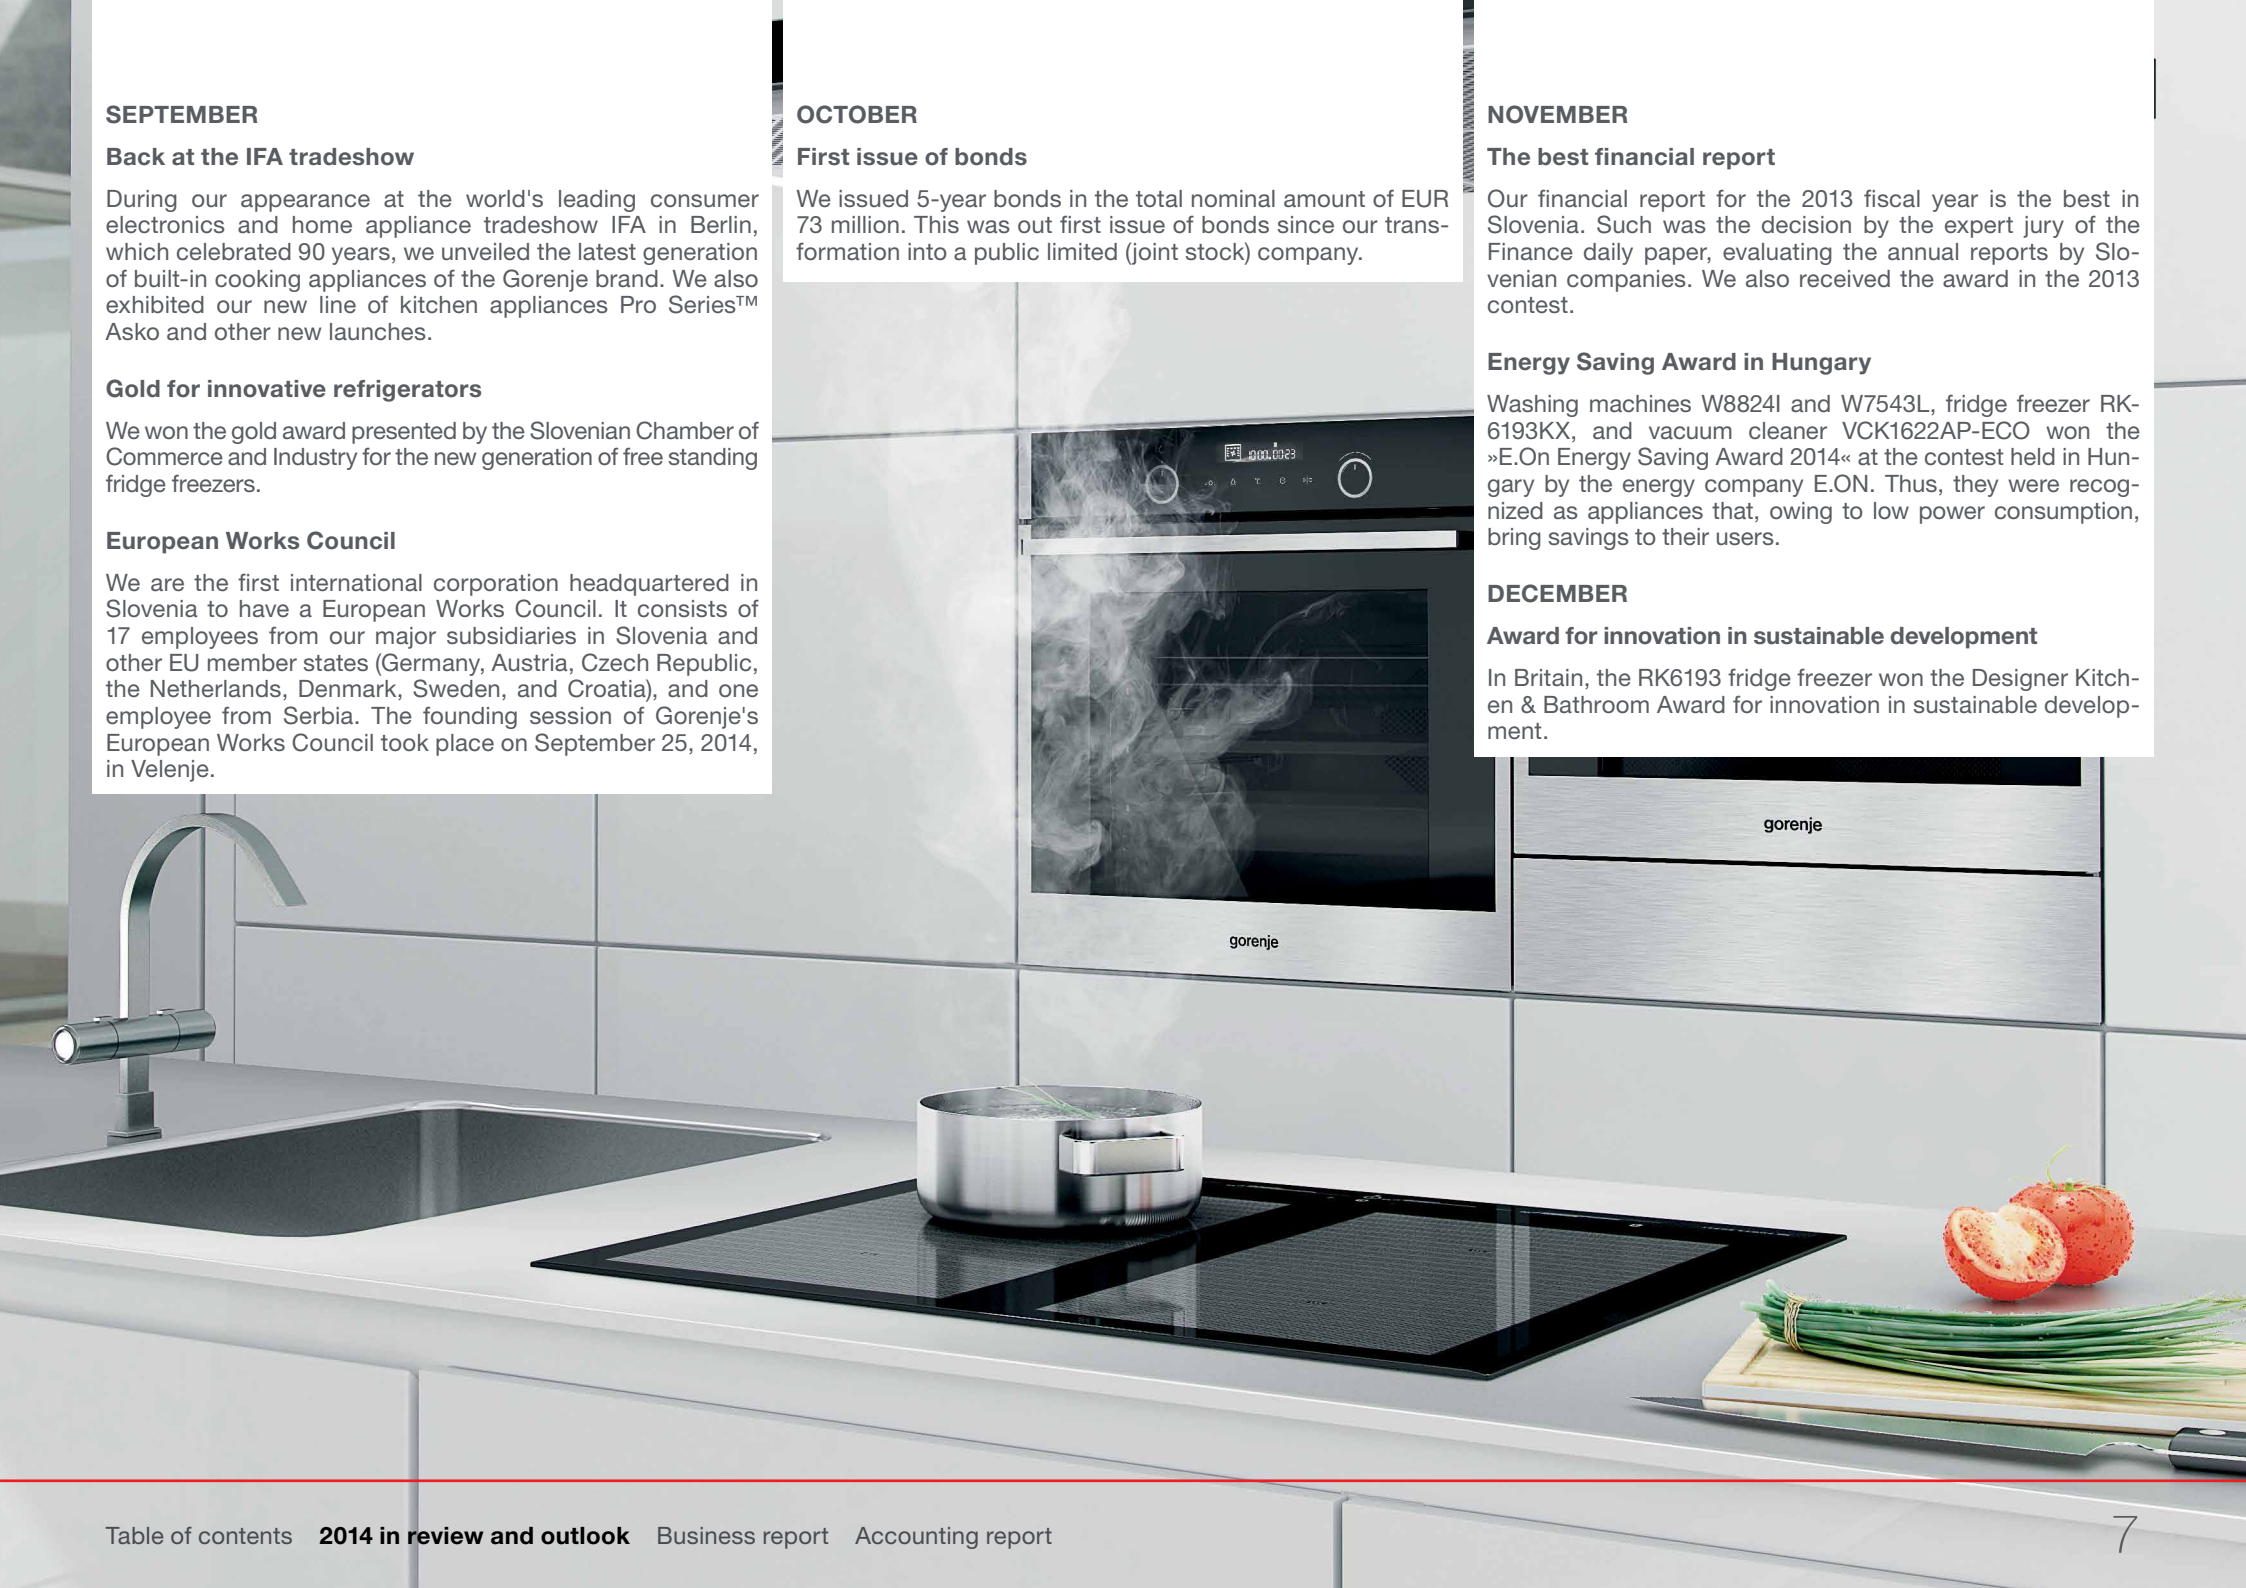 SEPTEMBER
Back at the IFA tradeshow
During our appearance at the world's leading consumer
electronics and home appliance tradeshow IFA in Berlin,
which celebrated 90 years, we unveiled the latest generation
of built-in cooking appliances of the Gorenje brand. We also
exhibited our new line of kitchen appliances Pro Series™
Asko and other new launches.
Gold for innovative refrigerators
We won the gold award presented by the Slovenian Chamber of
Commerce and Industry for the new generation of free standing
fridge freezers.
European Works Council
We are the first international corporation headquartered in
Slovenia to have a European Works Council. It consists of
17 employees from our major subsidiaries in Slovenia and
other EU member states (Germany, Austria, Czech Republic,
the Netherlands, Denmark, Sweden, and Croatia), and one
employee from Serbia. The founding session of Gorenje's
European Works Council took place on September 25, 2014,
in Velenje.
OCTOBER
First issue of bonds
We issued 5-year bonds in the total nominal amount of EUR
73 million. This was out first issue of bonds since our trans-
formation into a public limited (joint stock) company.
NOVEMBER
The best financial report
Our financial report for the 2013 fiscal year is the best in
Slovenia. Such was the decision by the expert jury of the
Finance daily paper, evaluating the annual reports by Slo-
venian companies. We also received the award in the 2013
contest.
Energy Saving Award in Hungary
Washing machines W8824I and W7543L, fridge freezer RK-
6193KX, and vacuum cleaner VCK1622AP-ECO won the
»E.On Energy Saving Award 2014« at the contest held in Hun-
gary by the energy company E.ON. Thus, they were recog-
nized as appliances that, owing to low power consumption,
bring savings to their users.
DECEMBER
Award for innovation in sustainable development
In Britain, the RK6193 fridge freezer won the Designer Kitch-
en & Bathroom Award for innovation in sustainable develop-
ment.
gorenje
gorenje
Table of contents 2014 in review and outlook Business report Accounting report
7